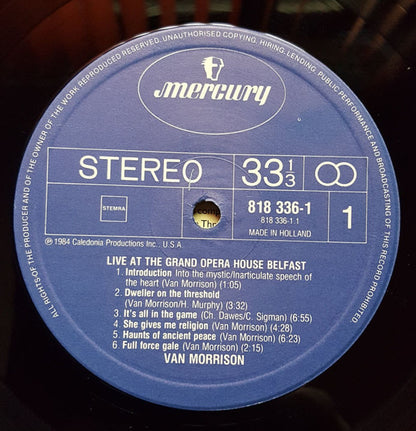 ALL RIGHTS OF THE PRODUCER AND OF THE OWNER OF THE WORK REPRODUCED RESERVED. UNAUTHORISED COPYING, HIRING, LENDING, PUBLIC PERFORMANCE AND BROADCASTING OF THIS RECORD PROHIBITED
mercury
STEREO 33 1/3
STEMRA
818 336-1
818 336-1.1
MADE IN HOLLAND
1
℗ 1984 Caledonia Productions Inc. U.S.A.
LIVE AT THE GRAND OPERA HOUSE BELFAST
1. Introduction Into the mystic/Inarticulate speech of
the heart (Van Morrison) (1:05)
2. Dweller on the threshold
(Van Morrison/H. Murphy) (3:32)
3. It's all in the game (Ch. Dawes/C. Sigman) (6:55)
4. She gives me religion (Van Morrison) (4:28)
5. Haunts of ancient peace (Van Morrison) (6:23)
6. Full force gale (Van Morrison) (2:15)
VAN MORRISON